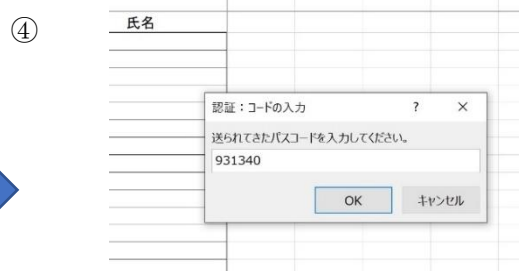 ④
氏名
認証：コードの入力 ? ×
送られてきたパスコードを入力してください。
931340
OK キャンセル